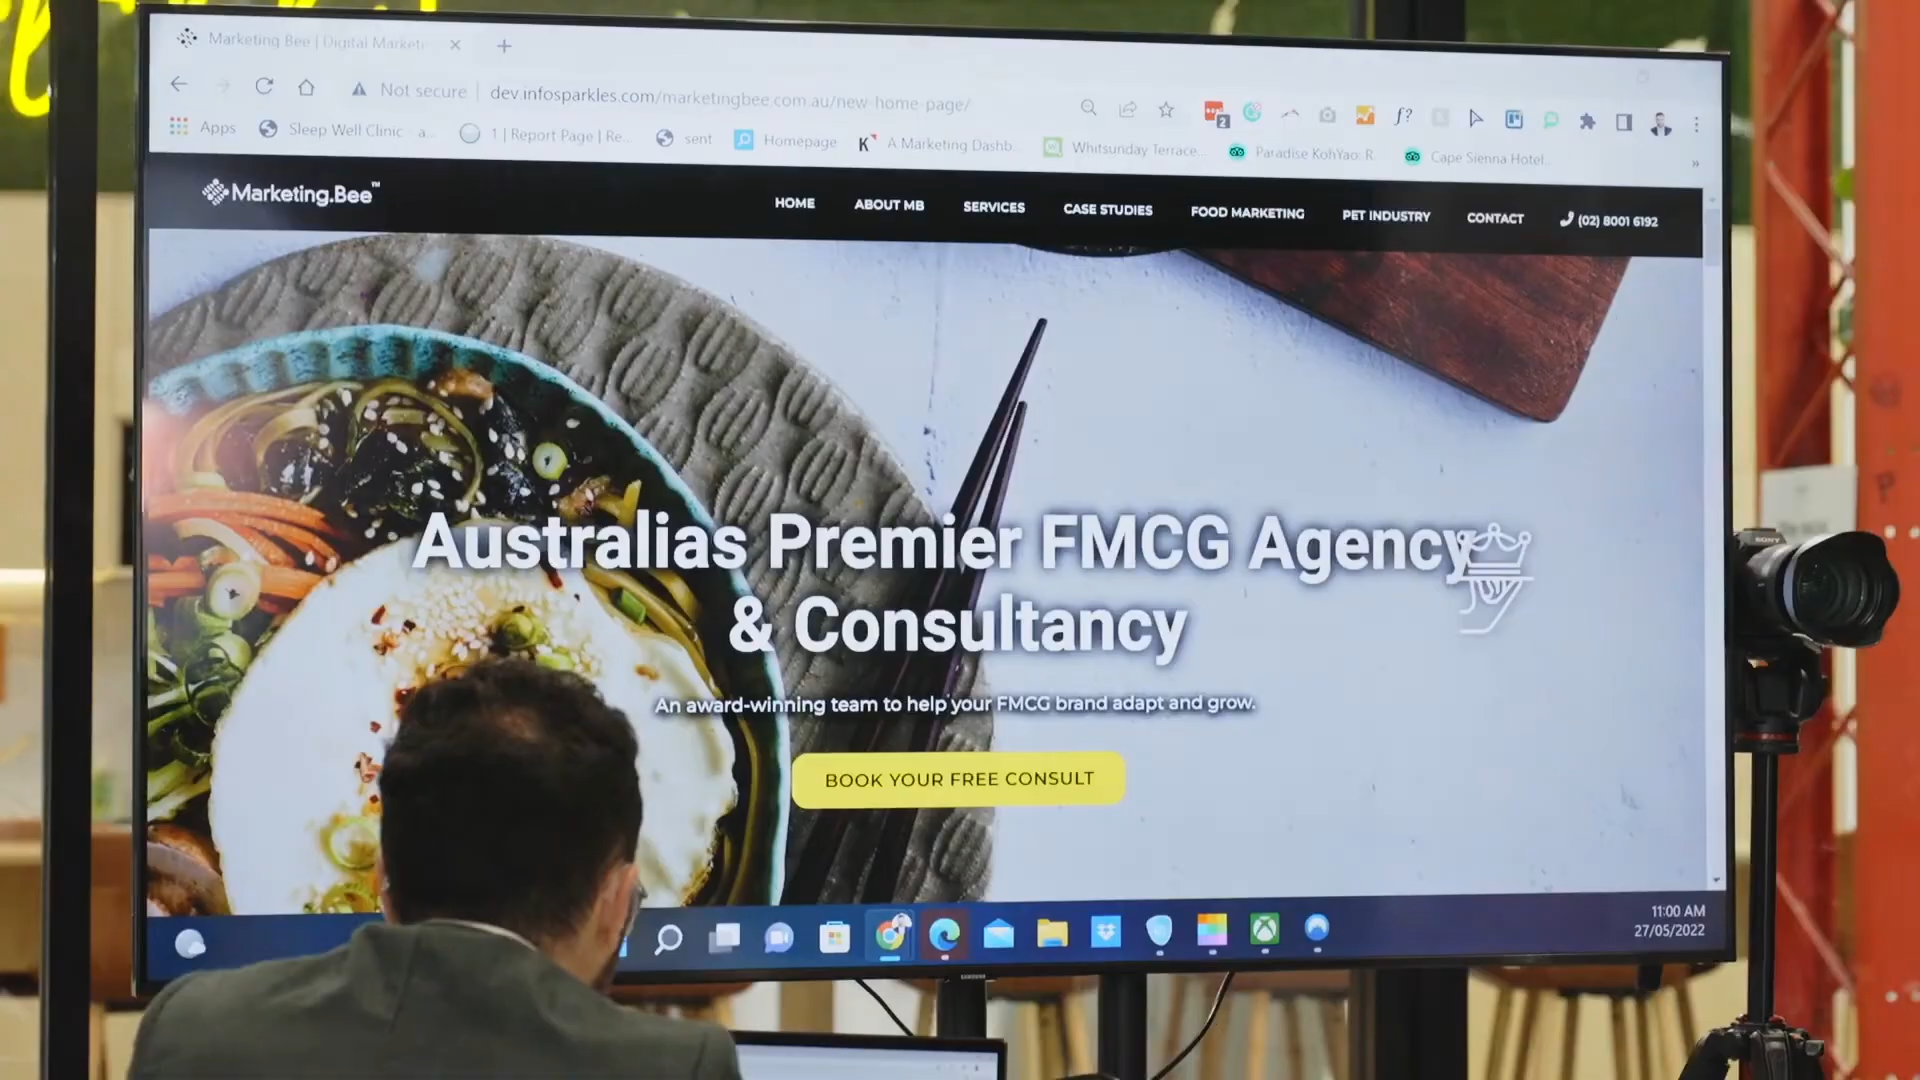 Marketing Bee | Digital Marketi
Not secure | dev.infosparkles.com/marketingbee.com.au/new-home-page/
2
f?
Apps
Sleep Well Clinic - a...
1 | Report Page | Re...
sent
Homepage
A Marketing Dashb...
Whitsunday Terrace...
Paradise KohYao: R...
Cape Sienna Hotel...
»
Marketing.Bee™
HOME
ABOUT MB
SERVICES
CASE STUDIES
FOOD MARKETING
PET INDUSTRY
CONTACT
(02) 8001 6192
Australias Premier FMCG Agency
& Consultancy
An award-winning team to help your FMCG brand adapt and grow.
BOOK YOUR FREE CONSULT
11:00 AM
27/05/2022
SAMSUNG
SONY